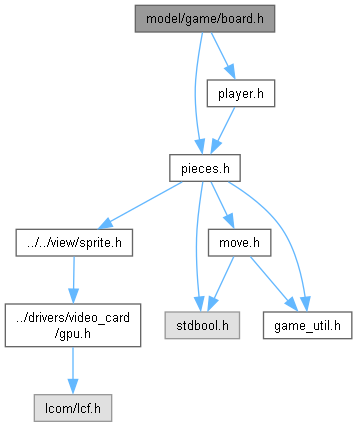 model/game/board.h
player.h
pieces.h
../../view/sprite.h
move.h
../drivers/video_card
/gpu.h
stdbool.h
game_util.h
lcom/lcf.h